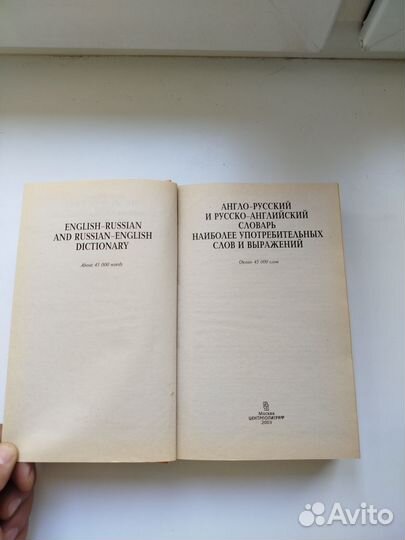 ENGLISH–RUSSIAN
AND RUSSIAN–ENGLISH
DICTIONARY
About 45 000 words
АНГЛО–РУССКИЙ
И РУССКО–АНГЛИЙСКИЙ
СЛОВАРЬ
НАИБОЛЕЕ УПОТРЕБИТЕЛЬНЫХ
СЛОВ И ВЫРАЖЕНИЙ
Около 45 000 слов
Москва
ЦЕНТРПОЛИГРАФ
2003
Avito